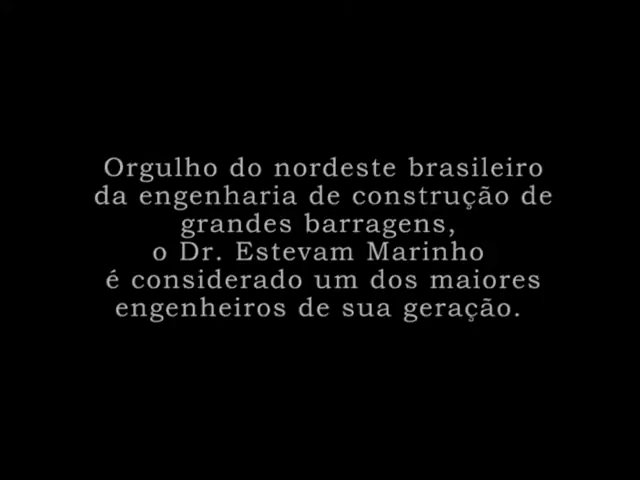 Orgulho do nordeste brasileiro
da engenharia de construção de
grandes barragens,
o Dr. Estevam Marinho
é considerado um dos maiores
engenheiros de sua geração.